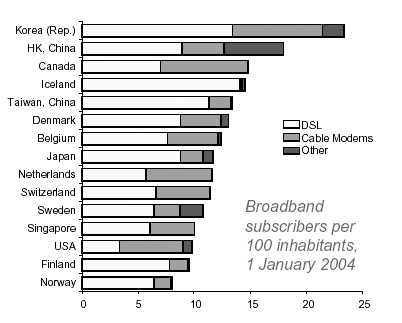 Korea (Rep.)
HK, China
Canada
Iceland
Taiwan, China
Denmark
Belgium
Japan
Netherlands
Switzerland
Sweden
Singapore
USA
Finland
Norway
DSL
Cable Modems
Other
Broadband
subscribers per
100 inhabitants,
1 January 2004
0 5 10 15 20 25